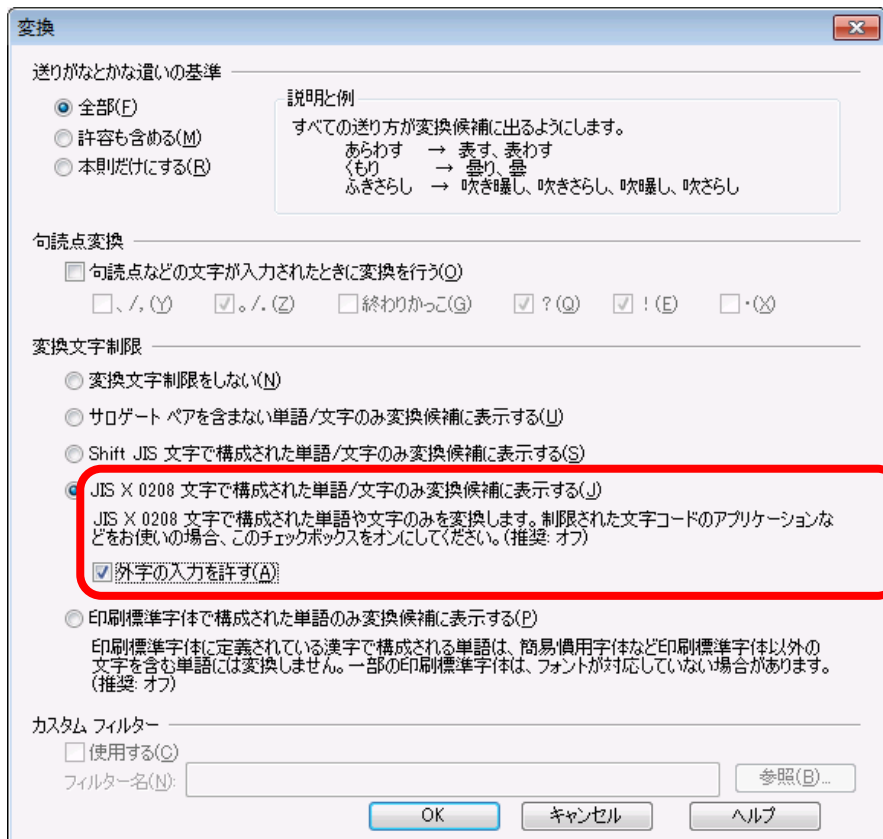 変換
送りがなとかな遣いの基準
全部(F)
許容も含める(M)
本則だけにする(R)
説明と例
すべての送り方が変換候補に出るようにします。
あらわす → 表す、表わす
くもり → 曇り、曇
ふきさらし → 吹き曝し、吹きさらし、吹曝し、吹さらし
句読点変換
句読点などの文字が入力されたときに変換を行う(O)
、/,(Y) 。/.(Z) 終わりかっこ(G) ?(Q) !(E) ・(X)
変換文字制限
変換文字制限をしない(N)
サロゲート ペアを含まない単語/文字のみ変換候補に表示する(U)
Shift JIS 文字で構成された単語/文字のみ変換候補に表示する(S)
JIS X 0208 文字で構成された単語/文字のみ変換候補に表示する(J)
JIS X 0208 文字で構成された単語や文字のみを変換します。制限された文字コードのアプリケーションな
どをお使いの場合、このチェックボックスをオンにしてください。(推奨: オフ)
外字の入力を許す(A)
印刷標準字体で構成された単語のみ変換候補に表示する(P)
印刷標準字体に定義されている漢字で構成される単語は、簡易慣用字体など印刷標準字体以外の
文字を含む単語には変換しません。一部の印刷標準字体は、フォントが対応していない場合があります。
(推奨: オフ)
カスタム フィルター
使用する(C)
フィルター名(N): 参照(B)...
OK キャンセル ヘルプ